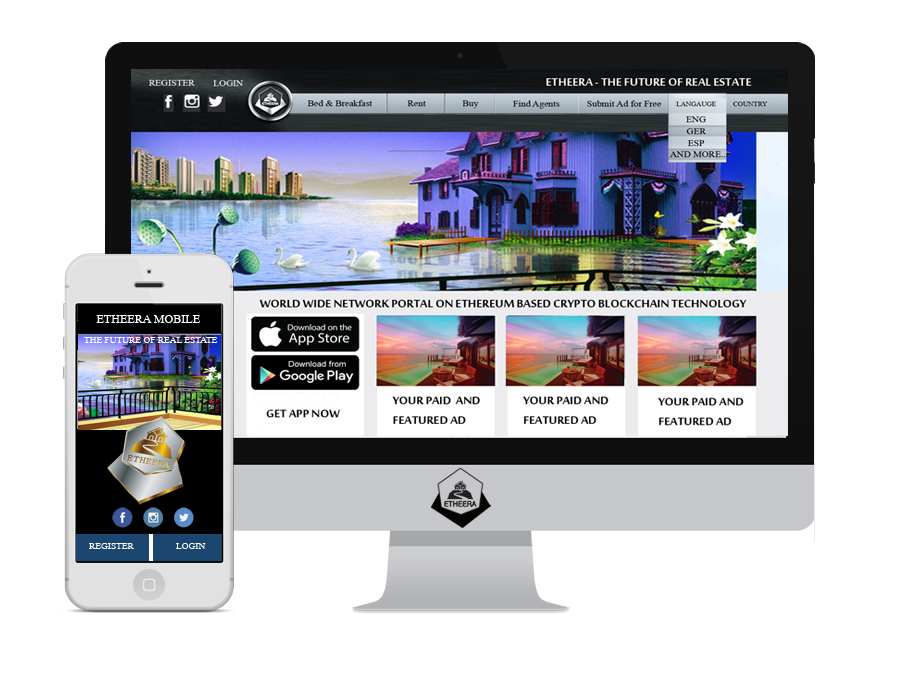 REGISTER LOGIN
ETHEERA - THE FUTURE OF REAL ESTATE
ETHEERA
Bed & Breakfast Rent Buy Find Agents Submit Ad for Free LANGAUGE COUNTRY
ENG
GER
ESP
AND MORE...
WORLD WIDE NETWORK PORTAL ON ETHEREUM BASED CRYPTO BLOCKCHAIN TECHNOLOGY
Download on the
App Store
Download from
Google Play
GET APP NOW
YOUR PAID AND
FEATURED AD
YOUR PAID AND
FEATURED AD
YOUR PAID AND
FEATURED AD
ETHEERA
ETHEERA MOBILE
THE FUTURE OF REAL ESTATE
ETHEERA
REGISTER LOGIN